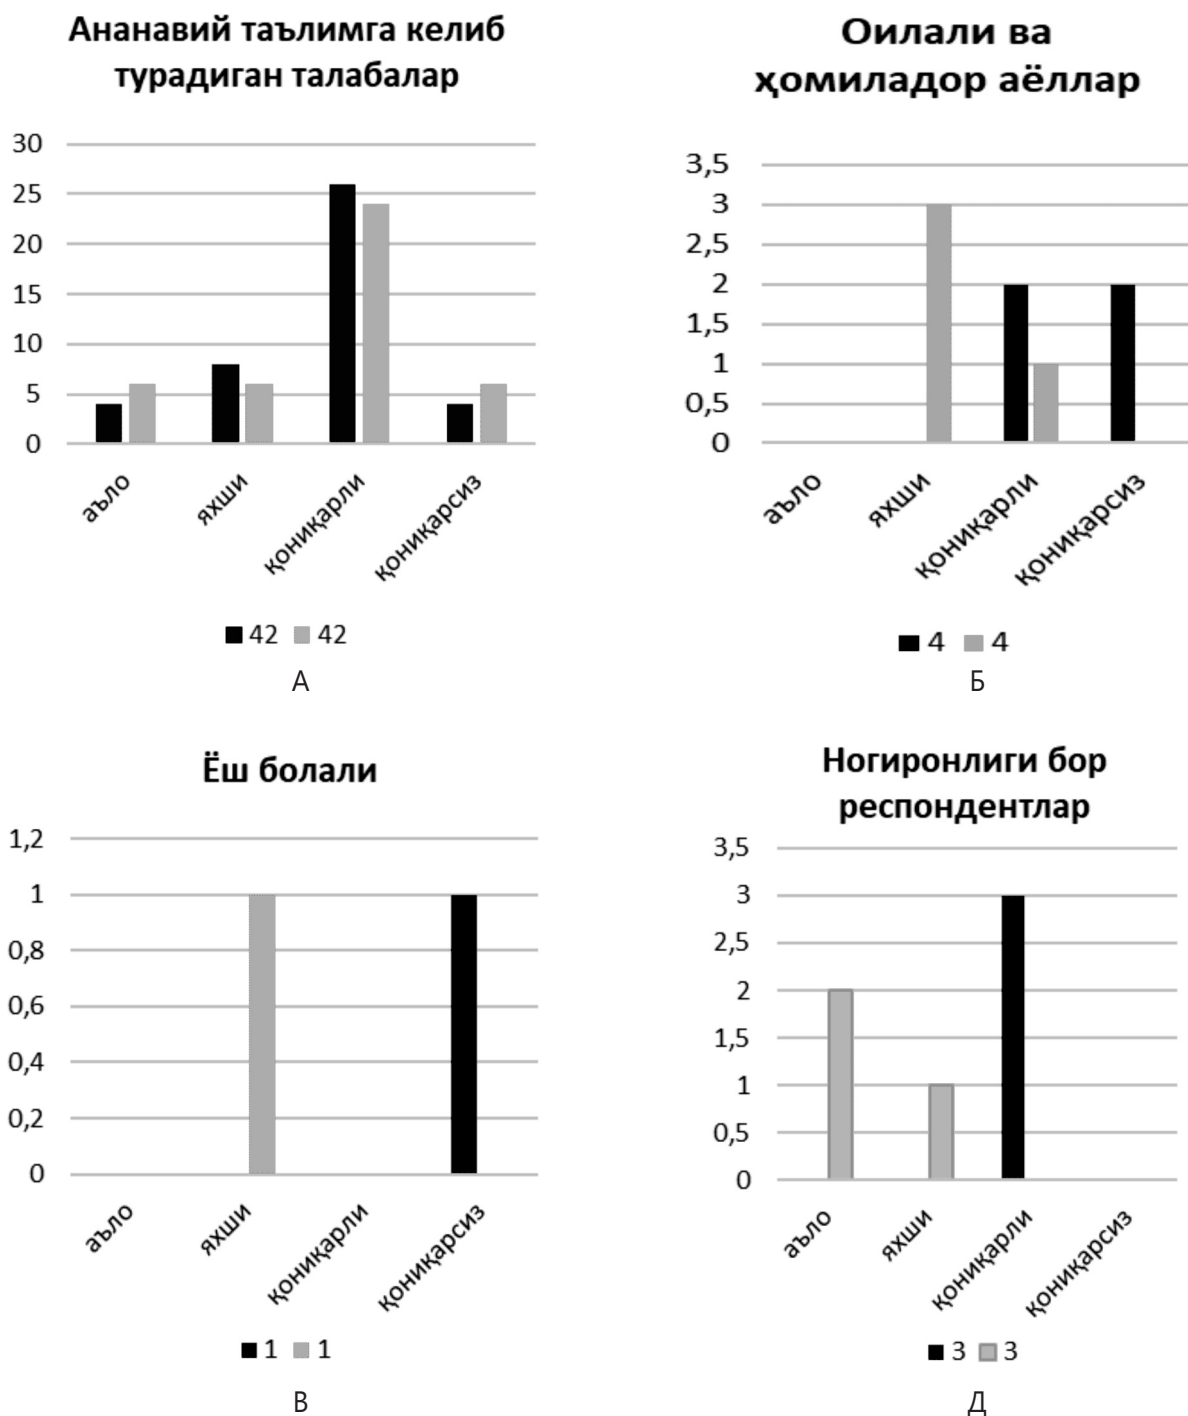 Ананавий таълимга келиб
турадиган талабалар
30
25
20
15
10
5
0
аъло
яхши
қониқарли
қониқарсиз
42 42
А
Оилали ва
ҳомиладор аёллар
3,5
3
2,5
2
1,5
1
0,5
0
аъло
яхши
қониқарли
қониқарсиз
4 4
Б
Ёш болали
1,2
1
0,8
0,6
0,4
0,2
0
аъло
яхши
қониқарли
қониқарсиз
1 1
В
Ногиронлиги бор
респондентлар
3,5
3
2,5
2
1,5
1
0,5
0
аъло
яхши
қониқарли
қониқарсиз
3 3
Д